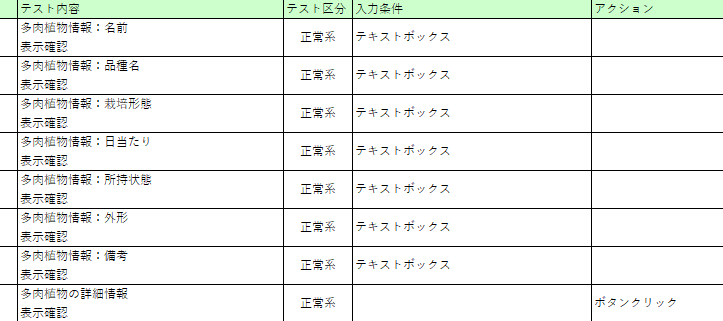 テスト内容 テスト区分 入力条件 アクション
多肉植物情報：名前
表示確認 正常系 テキストボックス
多肉植物情報：品種名
表示確認 正常系 テキストボックス
多肉植物情報：栽培形態
表示確認 正常系 テキストボックス
多肉植物情報：日当たり
表示確認 正常系 テキストボックス
多肉植物情報：所持状態
表示確認 正常系 テキストボックス
多肉植物情報：外形
表示確認 正常系 テキストボックス
多肉植物情報：備考
表示確認 正常系 テキストボックス
多肉植物の詳細情報
表示確認 正常系 ボタンクリック